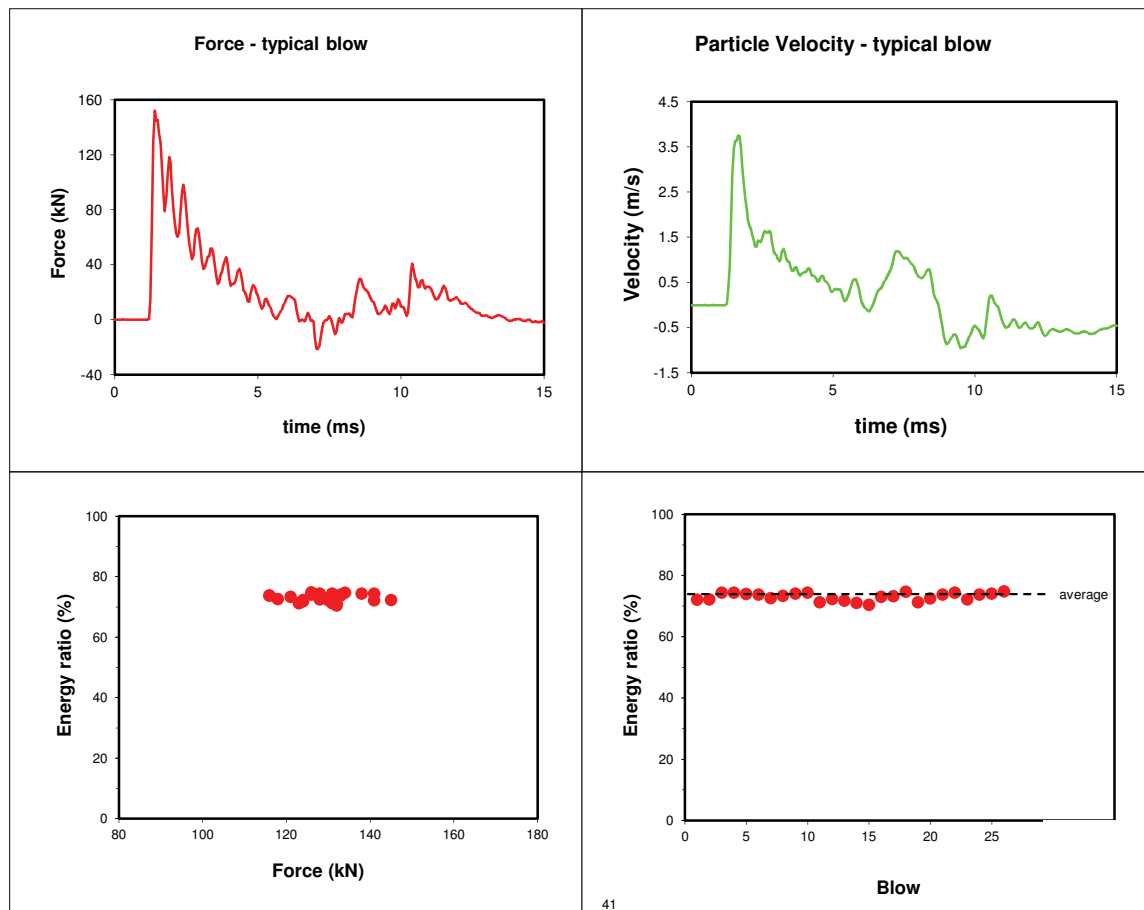 Force - typical blow
160
120
80
40
0
-40
Force (kN)
0 5 10 15
time (ms)
Particle Velocity - typical blow
4.5
3.5
2.5
1.5
0.5
-0.5
-1.5
Velocity (m/s)
0 5 10 15
time (ms)
100
80
60
40
20
0
Energy ratio (%)
80 100 120 140 160 180
Force (kN)
100
80
60
40
20
0
Energy ratio (%)
average
0 5 10 15 20 25
Blow
41